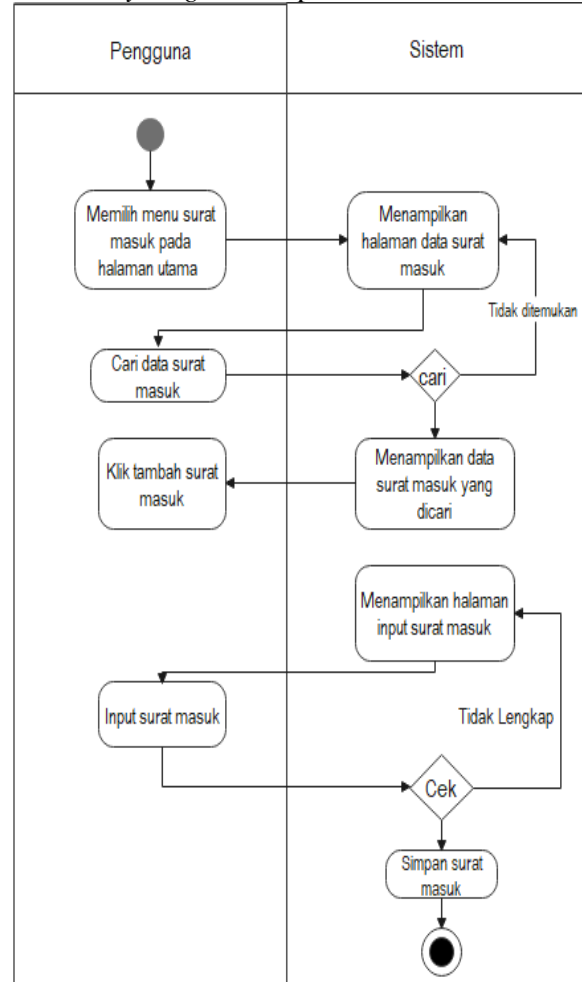 Pengguna
Sistem
Memilih menu surat
masuk pada
halaman utama
Menampilkan
halaman data surat
masuk
Tidak ditemukan
Cari data surat
masuk
cari
Klik tambah surat
masuk
Menampilkan data
surat masuk yang
dicari
Menampilkan halaman
input surat masuk
Input surat masuk
Tidak Lengkap
Cek
Simpan surat
masuk